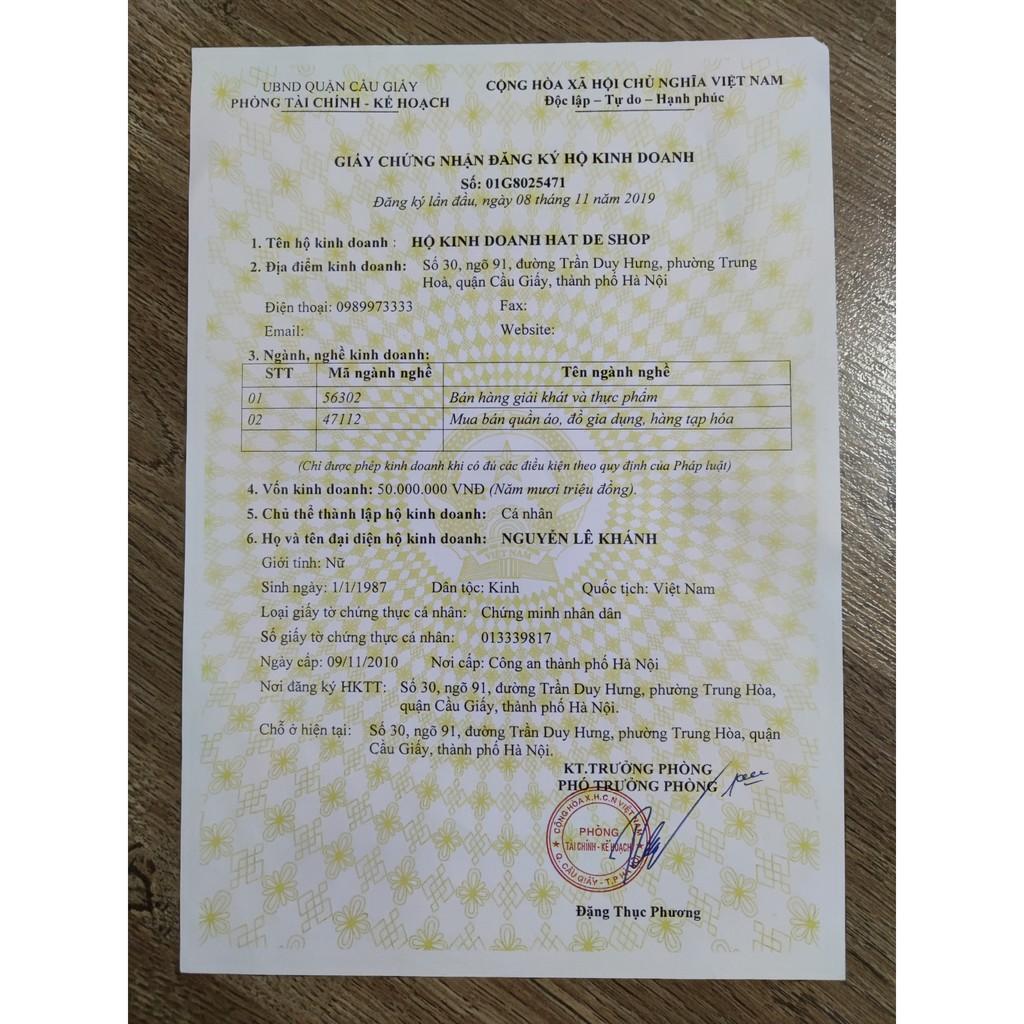 UBND QUẬN CẦU GIẤY
PHÒNG TÀI CHÍNH - KẾ HOẠCH
CỘNG HÒA XÃ HỘI CHỦ NGHĨA VIỆT NAM
Độc lập – Tự do – Hạnh phúc
GIẤY CHỨNG NHẬN ĐĂNG KÝ HỘ KINH DOANH
Số: 01G8025471
Đăng ký lần đầu, ngày 08 tháng 11 năm 2019
1. Tên hộ kinh doanh : HỘ KINH DOANH HAT DE SHOP
2. Địa điểm kinh doanh: Số 30, ngõ 91, đường Trần Duy Hưng, phường Trung
Hoà, quận Cầu Giấy, thành phố Hà Nội
Điện thoại: 0989973333 Fax:
Email: Website:
3. Ngành, nghề kinh doanh:
STT Mã ngành nghề Tên ngành nghề
01 56302 Bán hàng giải khát và thực phẩm
02 47112 Mua bán quần áo, đồ gia dụng, hàng tạp hóa
(Chỉ được phép kinh doanh khi có đủ các điều kiện theo quy định của Pháp luật)
4. Vốn kinh doanh: 50.000.000 VNĐ (Năm mươi triệu đồng).
5. Chủ thể thành lập hộ kinh doanh: Cá nhân
6. Họ và tên đại diện hộ kinh doanh: NGUYỄN LÊ KHÁNH
VIỆT NAM
Giới tính: Nữ
Sinh ngày: 1/1/1987 Dân tộc: Kinh Quốc tịch: Việt Nam
Loại giấy tờ chứng thực cá nhân: Chứng minh nhân dân
Số giấy tờ chứng thực cá nhân: 013339817
Ngày cấp: 09/11/2010 Nơi cấp: Công an thành phố Hà Nội
Nơi đăng ký HKTT: Số 30, ngõ 91, đường Trần Duy Hưng, phường Trung Hòa,
quận Cầu Giấy, thành phố Hà Nội.
Chỗ ở hiện tại: Số 30, ngõ 91, đường Trần Duy Hưng, phường Trung Hòa, quận
Cầu Giấy, thành phố Hà Nội.
KT.TRƯỞNG PHÒNG
PHÓ TRƯỞNG PHÒNG
CỘNG HÒA X.H.C.N VIỆT NAM
PHÒNG
TÀI CHÍNH - KẾ HOẠCH
Q. CẦU GIẤY - T.P HÀ NỘI
Đặng Thục Phương